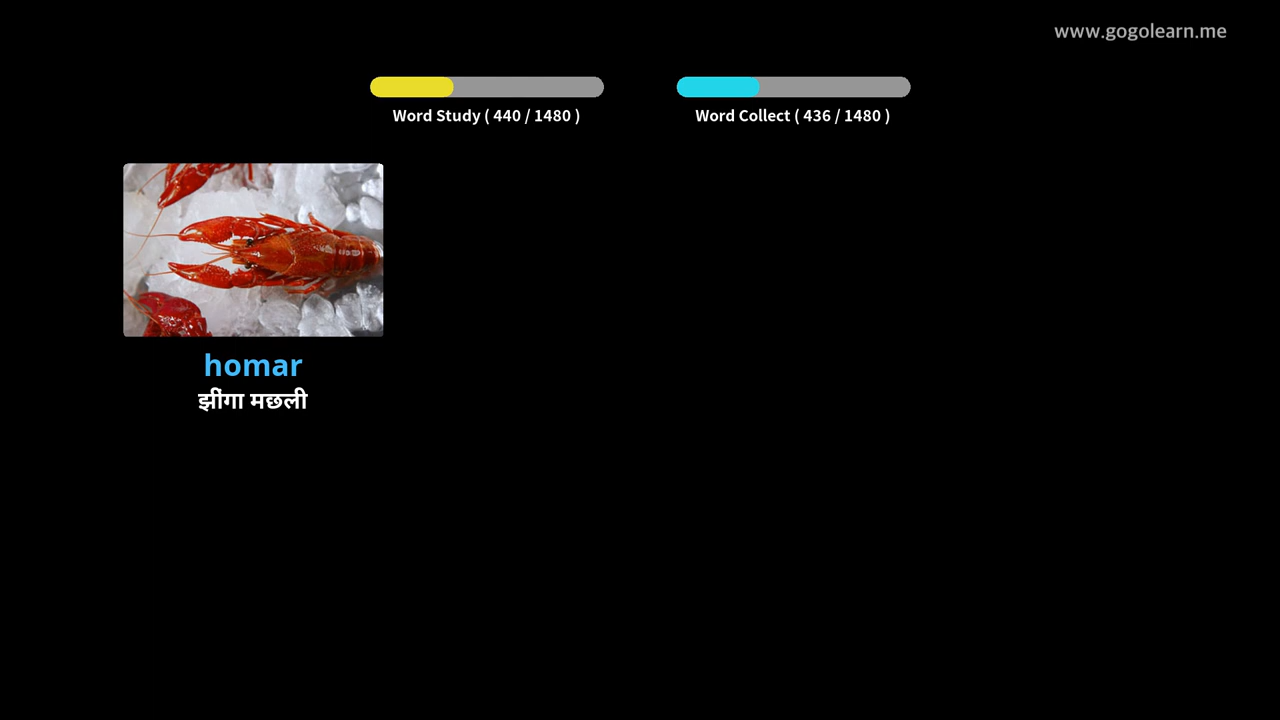 www.gogolearn.me
Word Study ( 440 / 1480 )
Word Collect ( 436 / 1480 )
homar
झींगा मछली